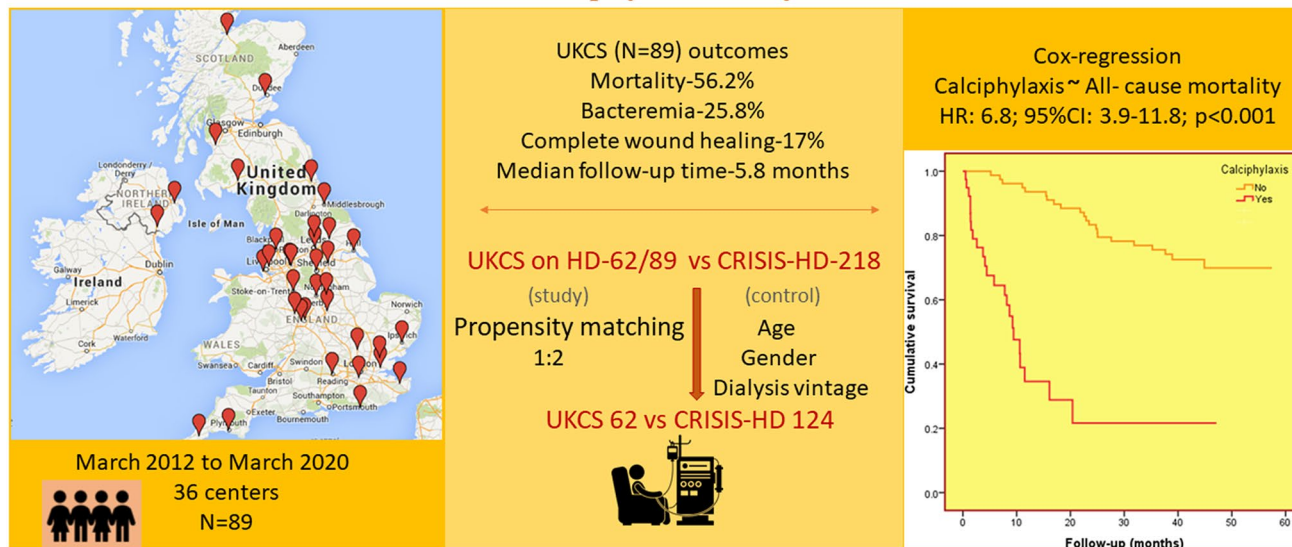 SCOTLAND
Aberdeen
Dundee
Glasgow
Edinburgh
Londonderry /
Derry
NORTHERN
IRELAND
United
Kingdom
Isle of Man
Middlesbrough
Darlington
Leeds
Hull
Galway
Dublin
Ireland
Limerick
Cork
Waterford
Stoke-on-Trent
Sheffield
Norwich
ENGLAND
Ipswich
WALES
Swansea
Cardiff
Bristol
Swindon
Reading
London
Taunton
Southampton
Portsmouth
Exeter
Bournemouth
Plymouth
March 2012 to March 2020
36 centers
N=89
UKCS (N=89) outcomes
Mortality-56.2%
Bacteremia-25.8%
Complete wound healing-17%
Median follow-up time-5.8 months
UKCS on HD-62/89 vs CRISIS-HD-218
(study) (control)
Propensity matching
1:2
Age
Gender
Dialysis vintage
UKCS 62 vs CRISIS-HD 124
Cox-regression
Calciphylaxis ~ All- cause mortality
HR: 6.8; 95%CI: 3.9-11.8; p<0.001
Calciphylaxis
No
Yes
Cumulative survival
1.0
0.8
0.6
0.4
0.2
0.0
0 10 20 30 40 50 60
Follow-up (months)